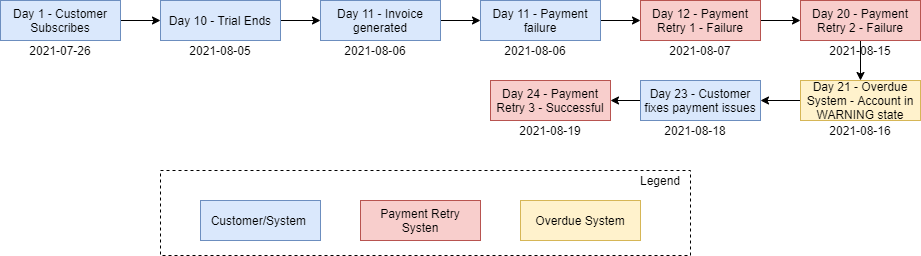 Day 1 - Customer
Subscribes
2021-07-26
Day 10 - Trial Ends
2021-08-05
Day 11 - Invoice
generated
2021-08-06
Day 11 - Payment
failure
2021-08-06
Day 12 - Payment
Retry 1 - Failure
2021-08-07
Day 20 - Payment
Retry 2 - Failure
2021-08-15
Day 21 - Overdue
System - Account in
WARNING state
2021-08-16
Day 23 - Customer
fixes payment issues
2021-08-18
Day 24 - Payment
Retry 3 - Successful
2021-08-19
Legend
Customer/System
Payment Retry
Systen
Overdue System